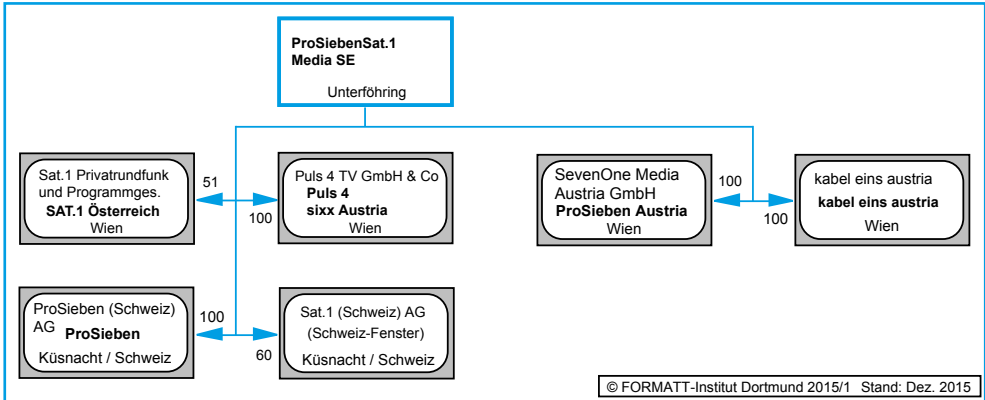 ProSiebenSat.1
Media SE
Unterföhring
Sat.1 Privatrundfunk
und Programmges.
SAT.1 Österreich
Wien
51
100
Puls 4 TV GmbH & Co
Puls 4
sixx Austria
Wien
SevenOne Media
Austria GmbH
ProSieben Austria
Wien
100
100
kabel eins austria
kabel eins austria
Wien
ProSieben (Schweiz)
AG ProSieben
Küsnacht / Schweiz
100
60
Sat.1 (Schweiz) AG
(Schweiz-Fenster)
Küsnacht / Schweiz
© FORMATT-Institut Dortmund 2015/1 Stand: Dez. 2015